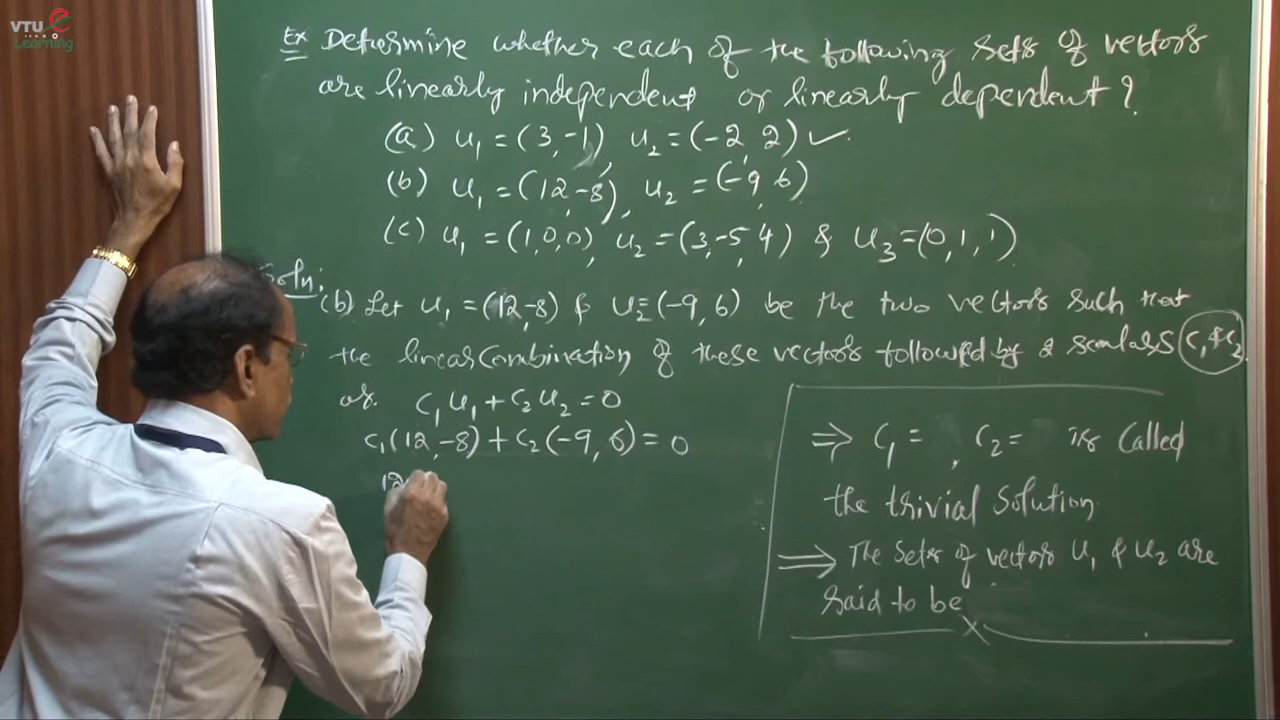 VTU e
Learning
Ex Determine whether each of the following sets of vectors
are linearly independent or linearly dependent?
(a) u₁ = (3, -1), u₂ = (-2, 2) ✓
(b) u₁ = (12, -8), u₂ = (-9, 6)
(c) u₁ = (1, 0, 0), u₂ = (3, -5, 4) & u₃ = (0, 1, 1)
Soln:
(b) Let u₁ = (12, -8) & u₂ = (-9, 6) be the two vectors such that
the linear combination of these vectors followed by 2 scalars c₁ & c₂
as. c₁u₁ + c₂u₂ = 0
c₁(12, -8) + c₂(-9, 6) = 0
12
⇒ c₁ = , c₂ = is called
the trivial solution.
⇒ The sets of vectors u₁ & u₂ are
said to be